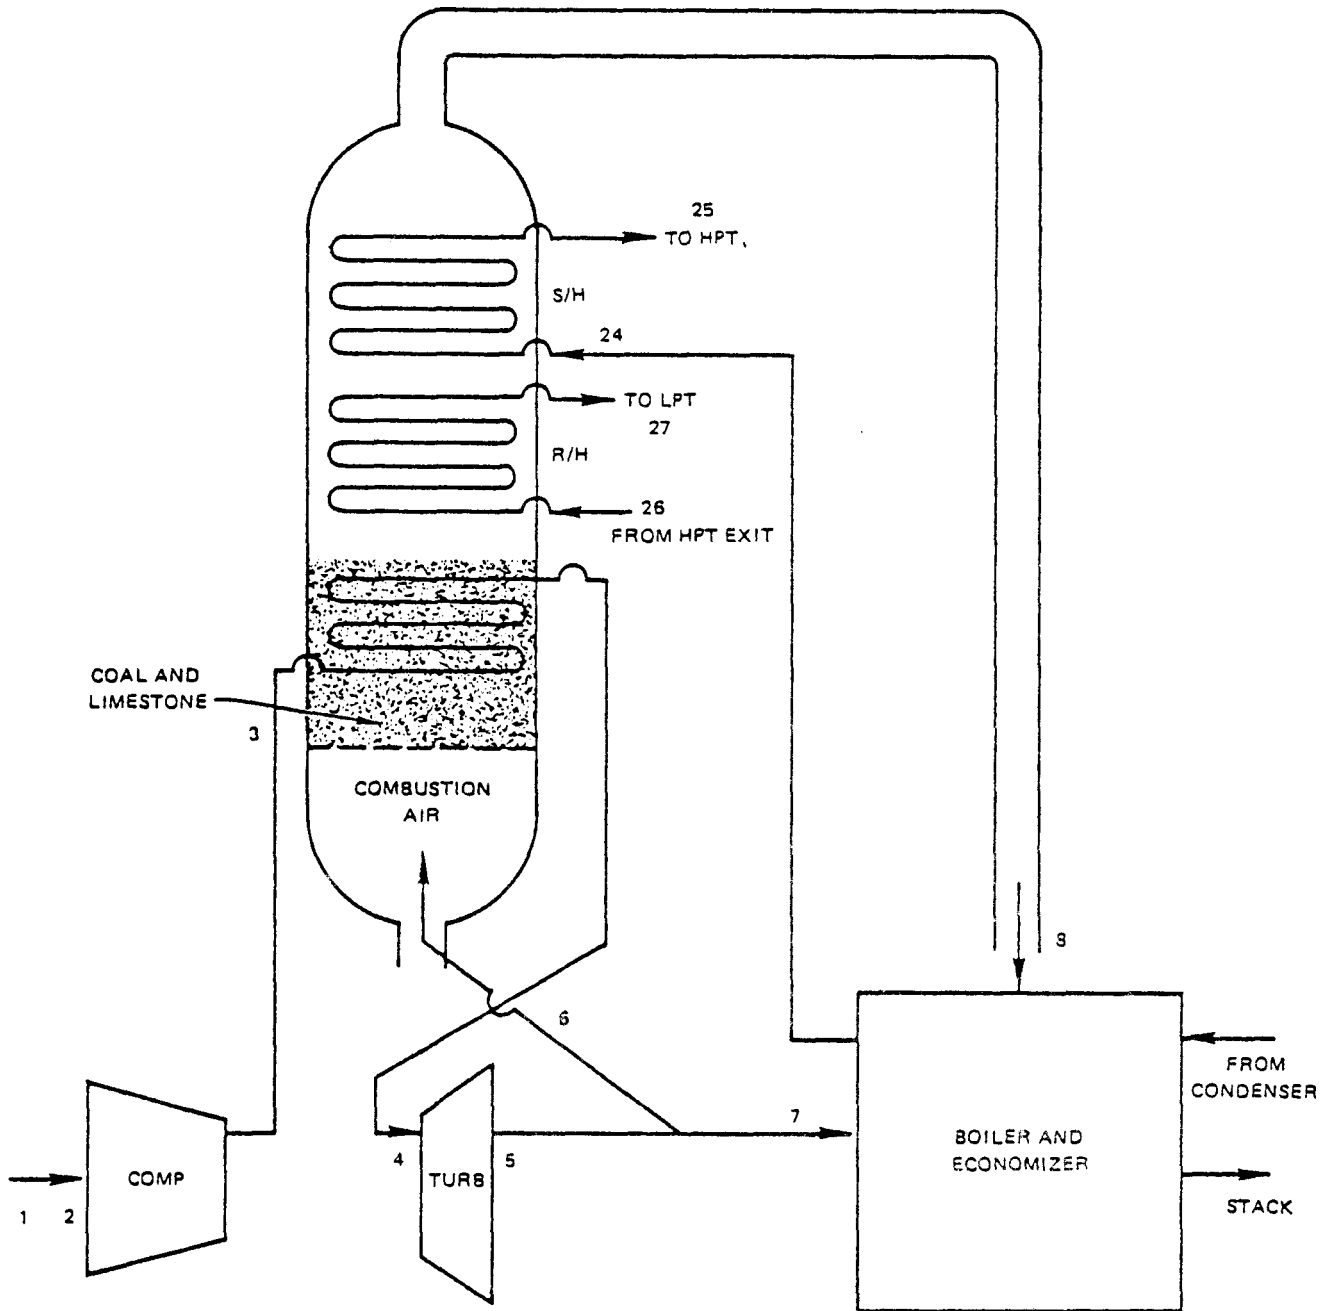 25
TO HPT.
S/H
24
TO LPT
27
R/H
26
FROM HPT EXIT
COAL AND
LIMESTONE
3
COMBUSTION
AIR
8
6
FROM
CONDENSER
7
BOILER AND
ECONOMIZER
4
5
COMP
TURB
STACK
1
2